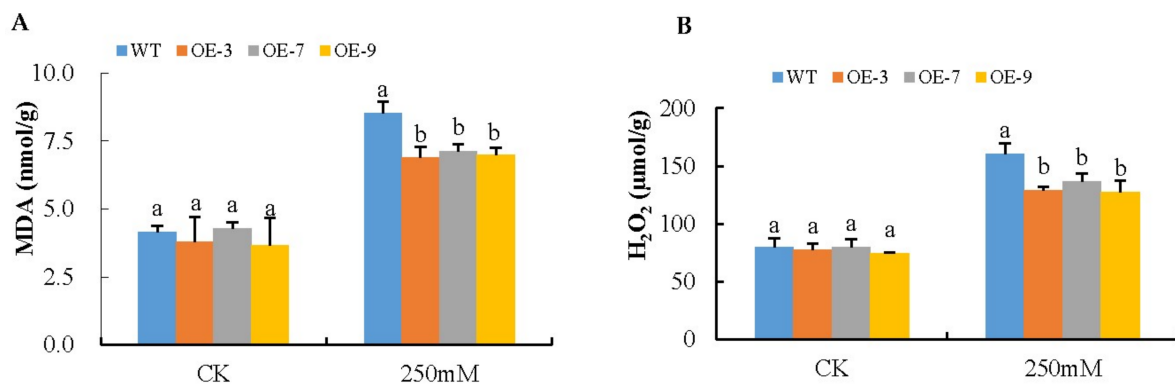 A
WT OE-3 OE-7 OE-9
MDA (nmol/g)
10.0
7.5
5.0
2.5
0.0
a a a a
a b b b
CK 250mM
B
WT OE-3 OE-7 OE-9
H₂O₂ (μmol/g)
200
150
100
50
0
a a a a
a b b b
CK 250mM